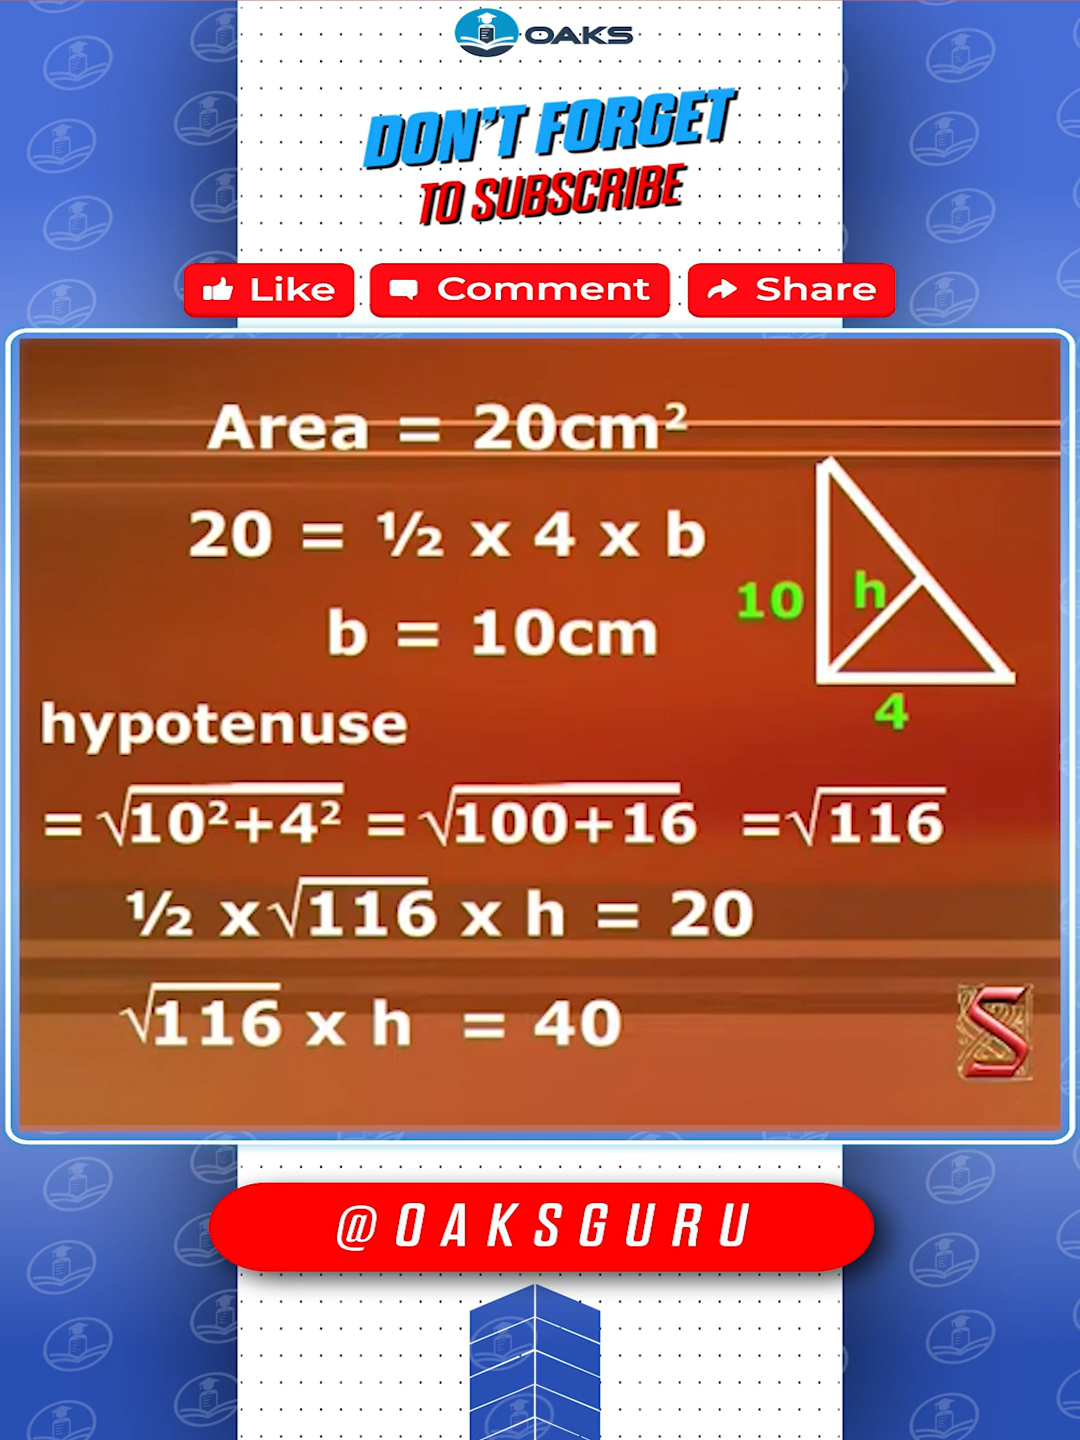 OAKS
DON'T FORGET
TO SUBSCRIBE
Like Comment Share
Area = 20cm²
20 = ½ x 4 x b
b = 10cm
10 h
4
hypotenuse
= √10²+4² = √100+16 = √116
½ x √116 x h = 20
√116 x h = 40
S
@OAKSGURU